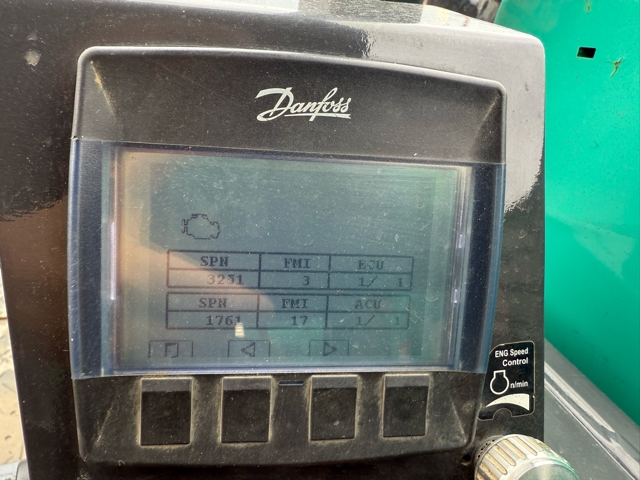 Danfoss
SPN FMI ECU
3251 3 1/ 1
SPN FMI ACU
1761 17 1/ 1
ENG Speed
Control
n/min